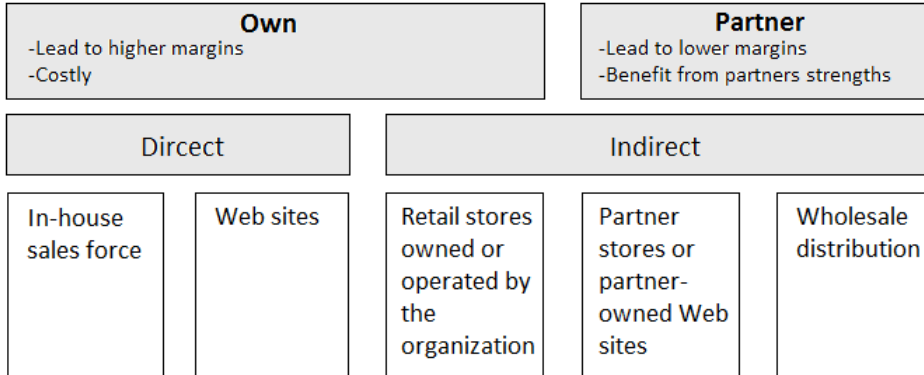 Own
-Lead to higher margins
-Costly
Partner
-Lead to lower margins
-Benefit from partners strengths
Dircect
Indirect
In-house
sales force
Web sites
Retail stores
owned or
operated by
the
organization
Partner
stores or
partner-
owned Web
sites
Wholesale
distribution